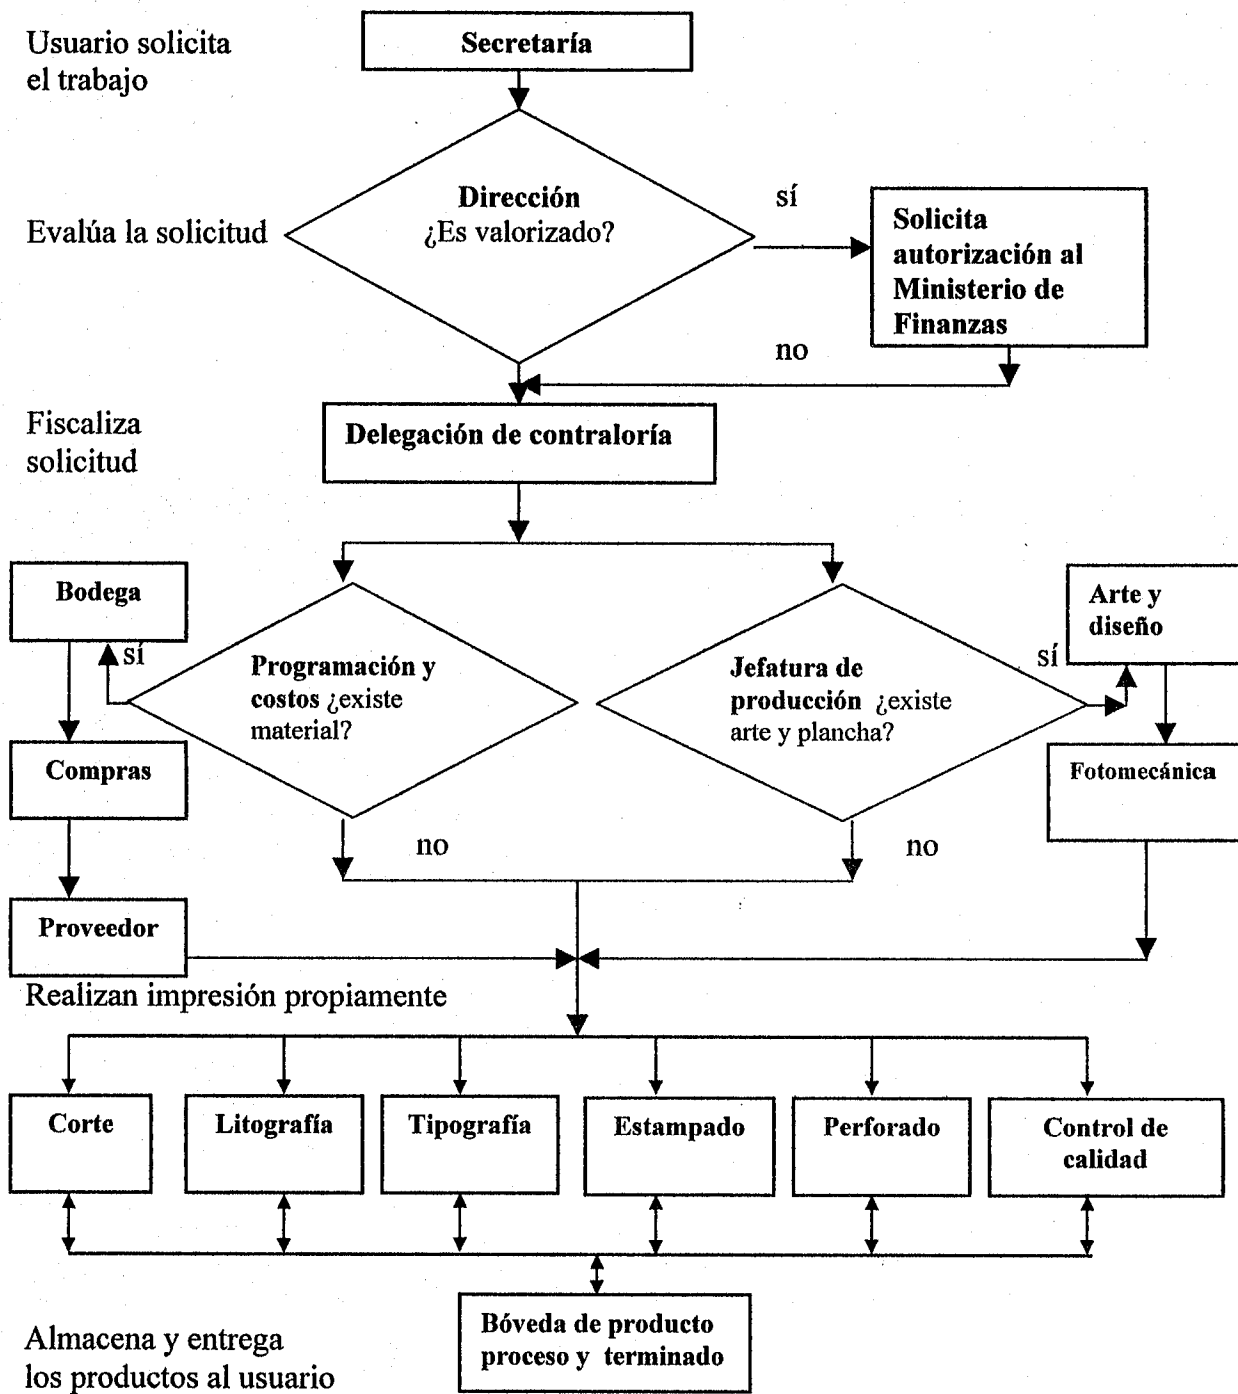 Usuario solicita
el trabajo
Secretaría
Evalúa la solicitud
Dirección
¿Es valorizado?
sí
Solicita
autorización al
Ministerio de
Finanzas
no
Fiscaliza
solicitud
Delegación de contraloría
Bodega
sí
Programación y
costos ¿existe
material?
Jefatura de
producción ¿existe
arte y plancha?
sí
Arte y
diseño
Compras
Fotomecánica
no
no
Proveedor
Realizan impresión propiamente
Corte
Litografía
Tipografía
Estampado
Perforado
Control de
calidad
Bóveda de producto
proceso y terminado
Almacena y entrega
los productos al usuario